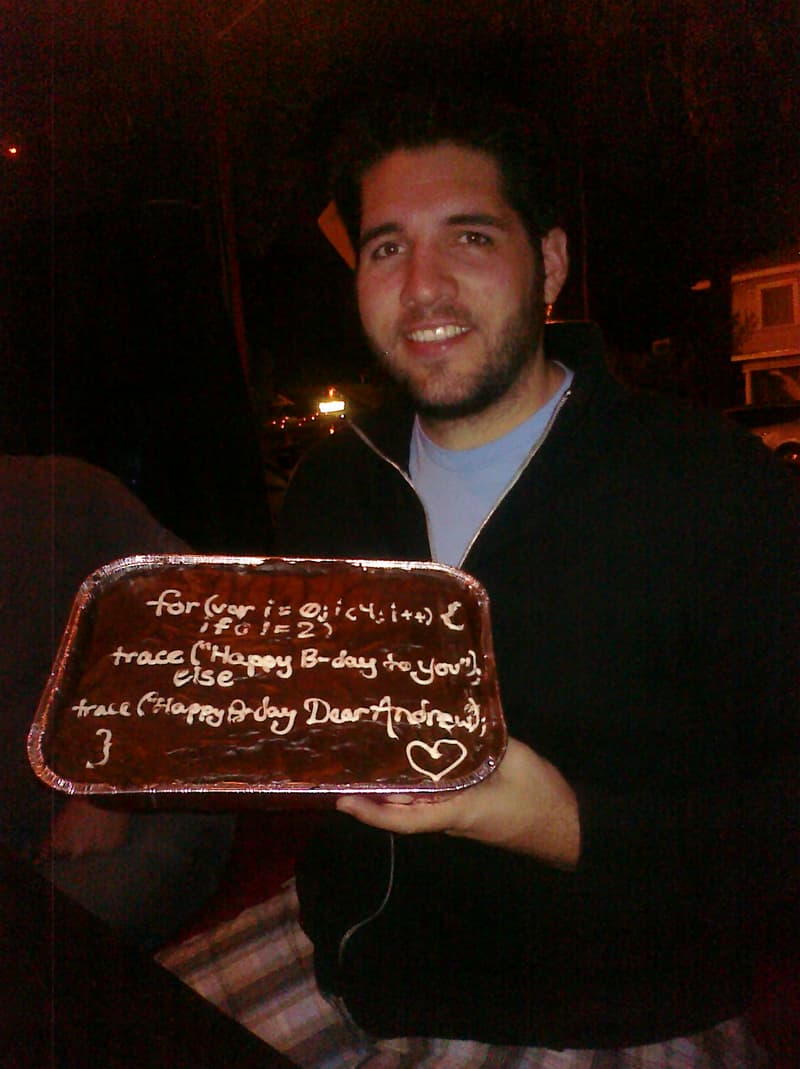 for (var i = 0; i < 4; i++) {
if (i != 2)
trace ("Happy B-day to you");
else
trace ("Happy B-day Dear Andrew");
}